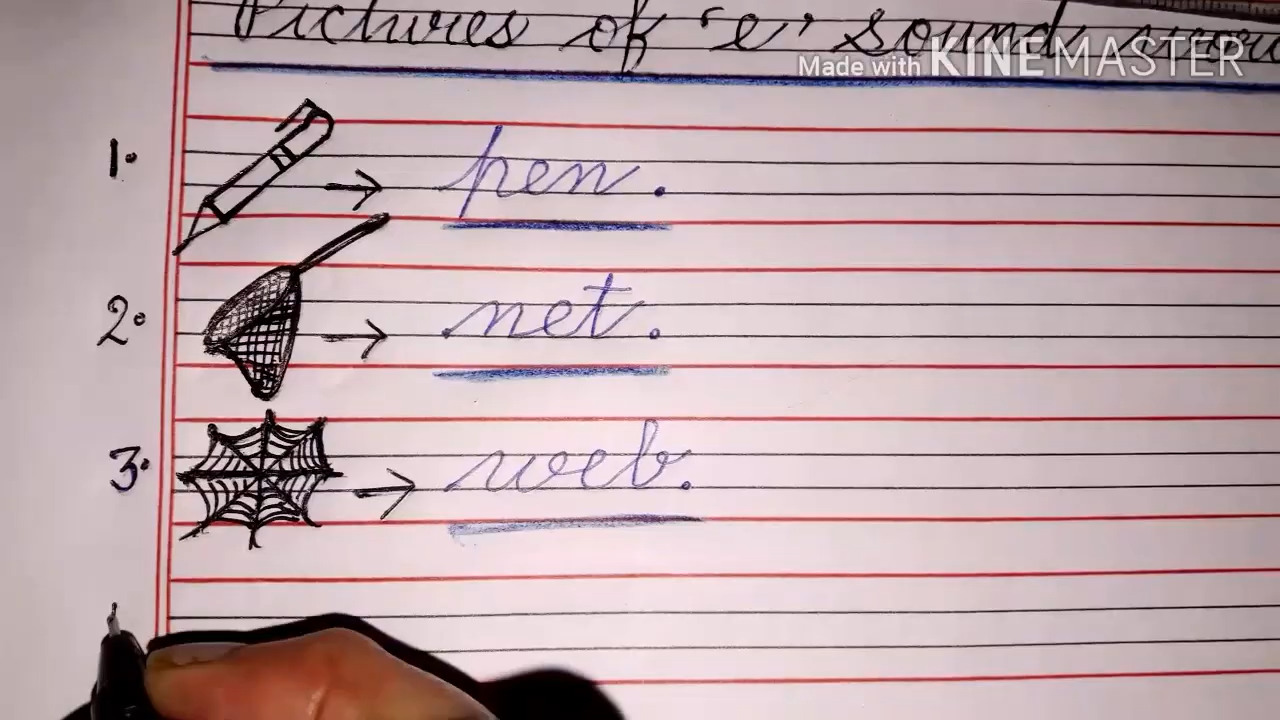 Pictures of 'e' sound
Made with KINEMASTER
1. → pen.
2. → net.
3. → web.